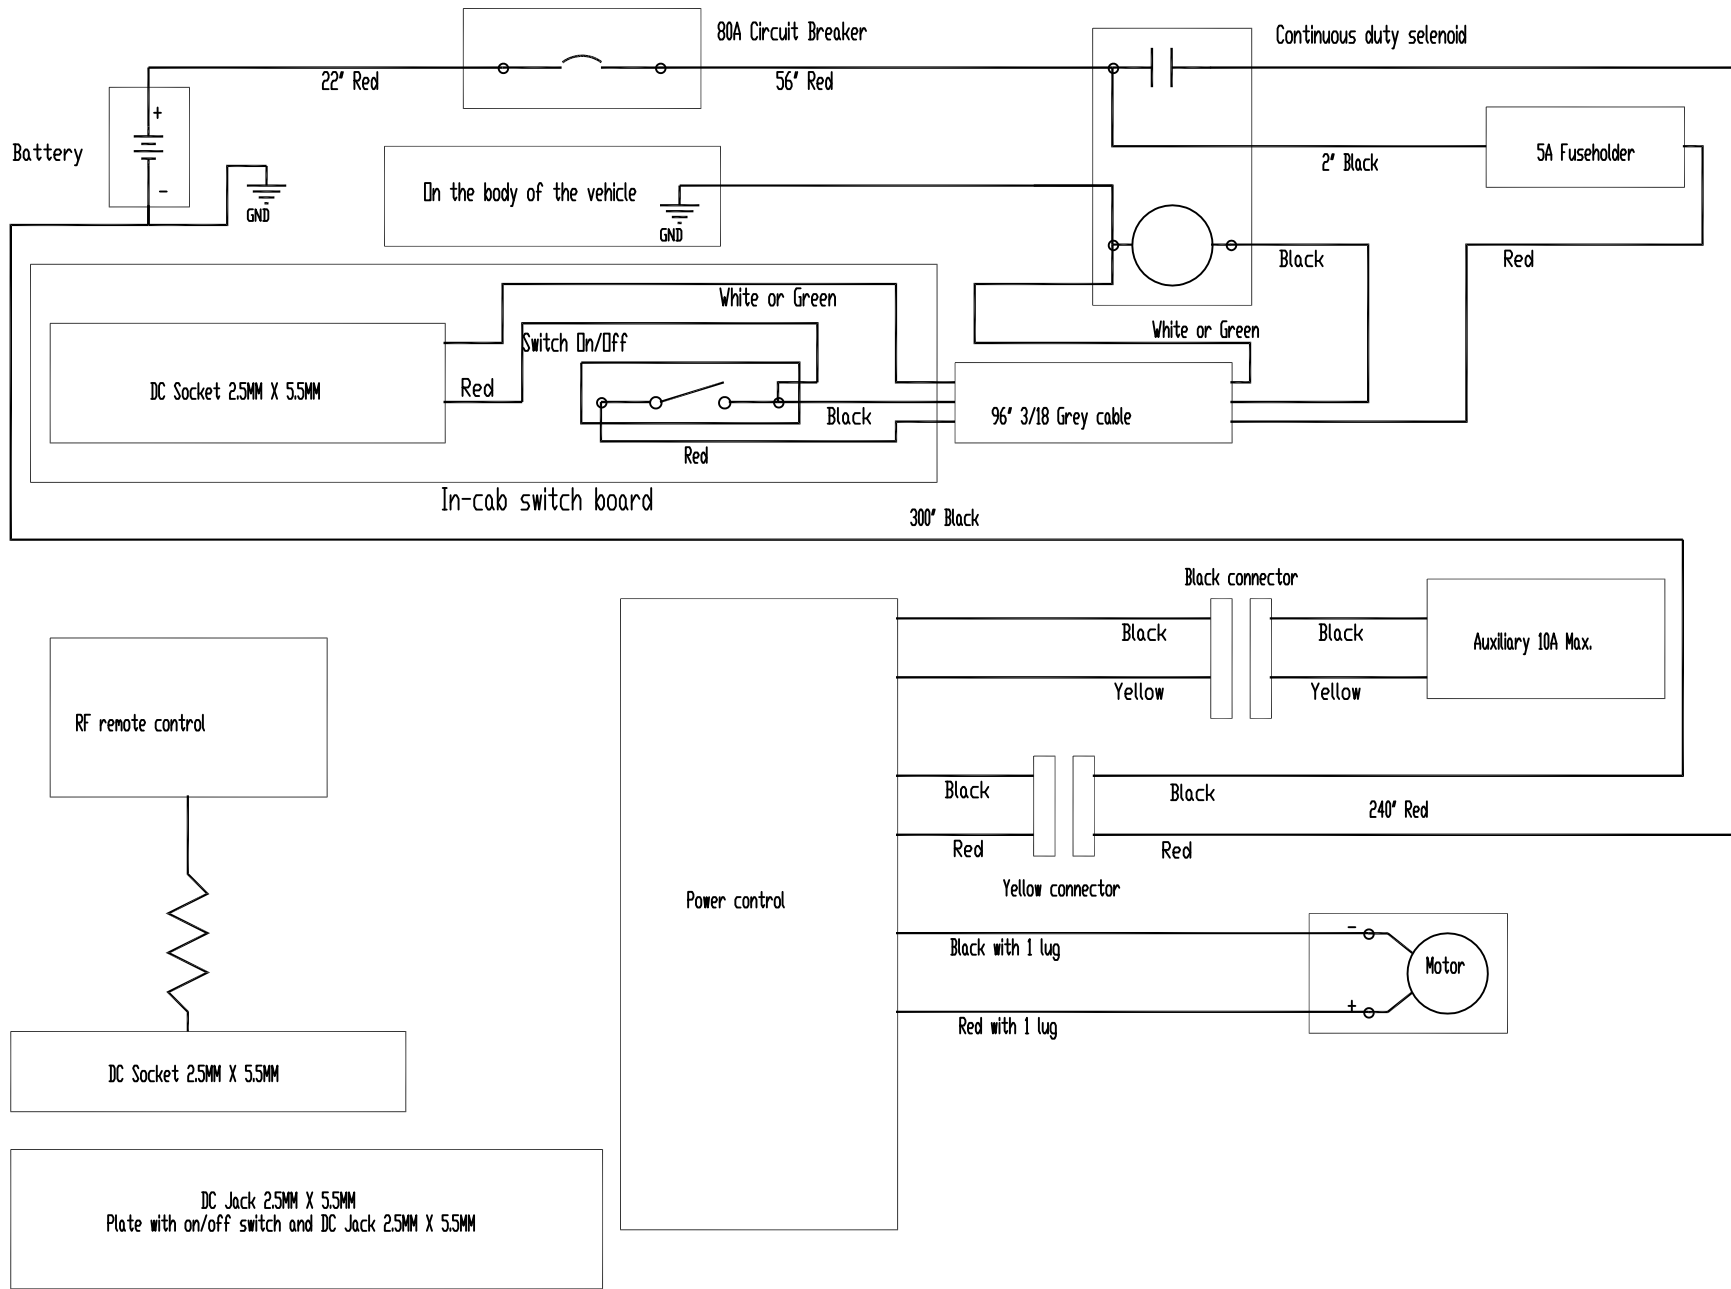 80A Circuit Breaker
Continuous duty selenoid
22" Red
56" Red
+
Battery
-
GND
On the body of the vehicle
GND
2" Black
5A Fuseholder
Black
Red
White or Green
White or Green
Switch On/Off
DC Socket 2.5MM X 5.5MM
Red
Black
96" 3/18 Grey cable
Red
In-cab switch board
300" Black
Black connector
Black
Black
Auxiliary 10A Max.
Yellow
Yellow
RF remote control
Black
Black
240" Red
Red
Red
Yellow connector
Power control
-
Black with 1 lug
Motor
+
Red with 1 lug
DC Socket 2.5MM X 5.5MM
DC Jack 2.5MM X 5.5MM
Plate with on/off switch and DC Jack 2.5MM X 5.5MM